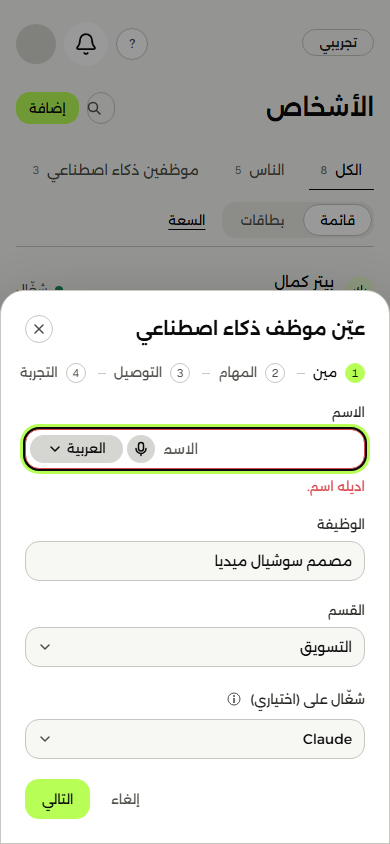 تجريبي
?
الأشخاص
إضافة
الكل 8
الناس 5
موظفين ذكاء اصطناعي 3
قائمة
بطاقات
السعة
بيتر كمال
شغّال
عيّن موظف ذكاء اصطناعي
1 مين – 2 المهام – 3 التوصيل – 4 التجربة
الاسم
الاسم
العربية
اديله اسم.
الوظيفة
مصمم سوشيال ميديا
القسم
التسويق
شغّال على (اختياري)
Claude
إلغاء
التالي